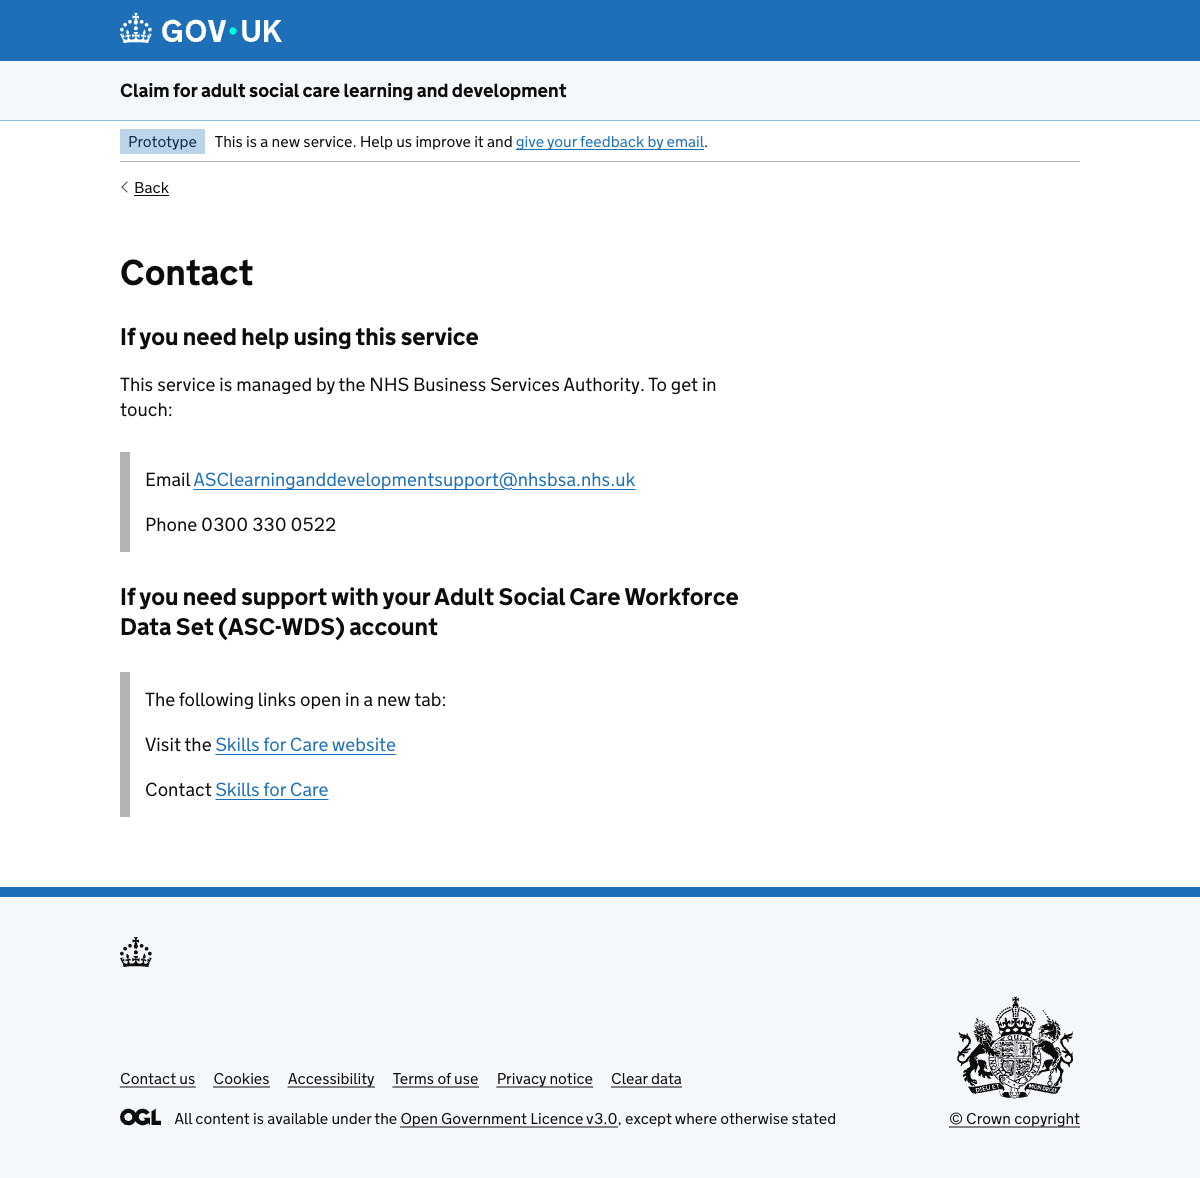 GOV·UK
Claim for adult social care learning and development
Prototype This is a new service. Help us improve it and give your feedback by email.
Back
Contact
If you need help using this service
This service is managed by the NHS Business Services Authority. To get in
touch:
Email ASClearninganddevelopmentsupport@nhsbsa.nhs.uk
Phone 0300 330 0522
If you need support with your Adult Social Care Workforce
Data Set (ASC-WDS) account
The following links open in a new tab:
Visit the Skills for Care website
Contact Skills for Care
Contact us Cookies Accessibility Terms of use Privacy notice Clear data
OGL All content is available under the Open Government Licence v3.0, except where otherwise stated
© Crown copyright